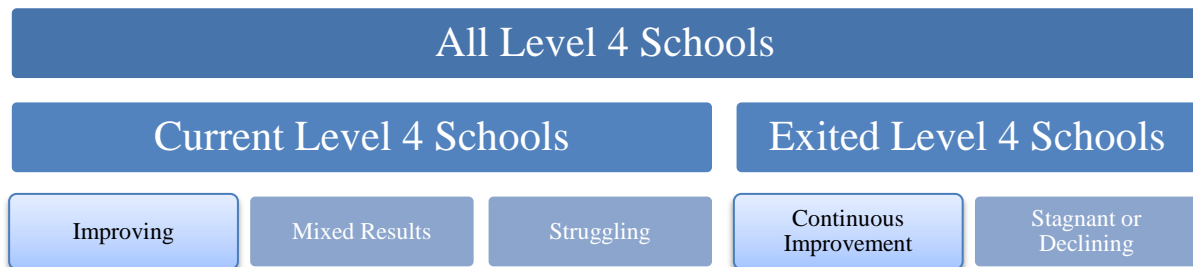 All Level 4 Schools
Current Level 4 Schools
Exited Level 4 Schools
Improving
Mixed Results
Struggling
Continuous
Improvement
Stagnant or
Declining